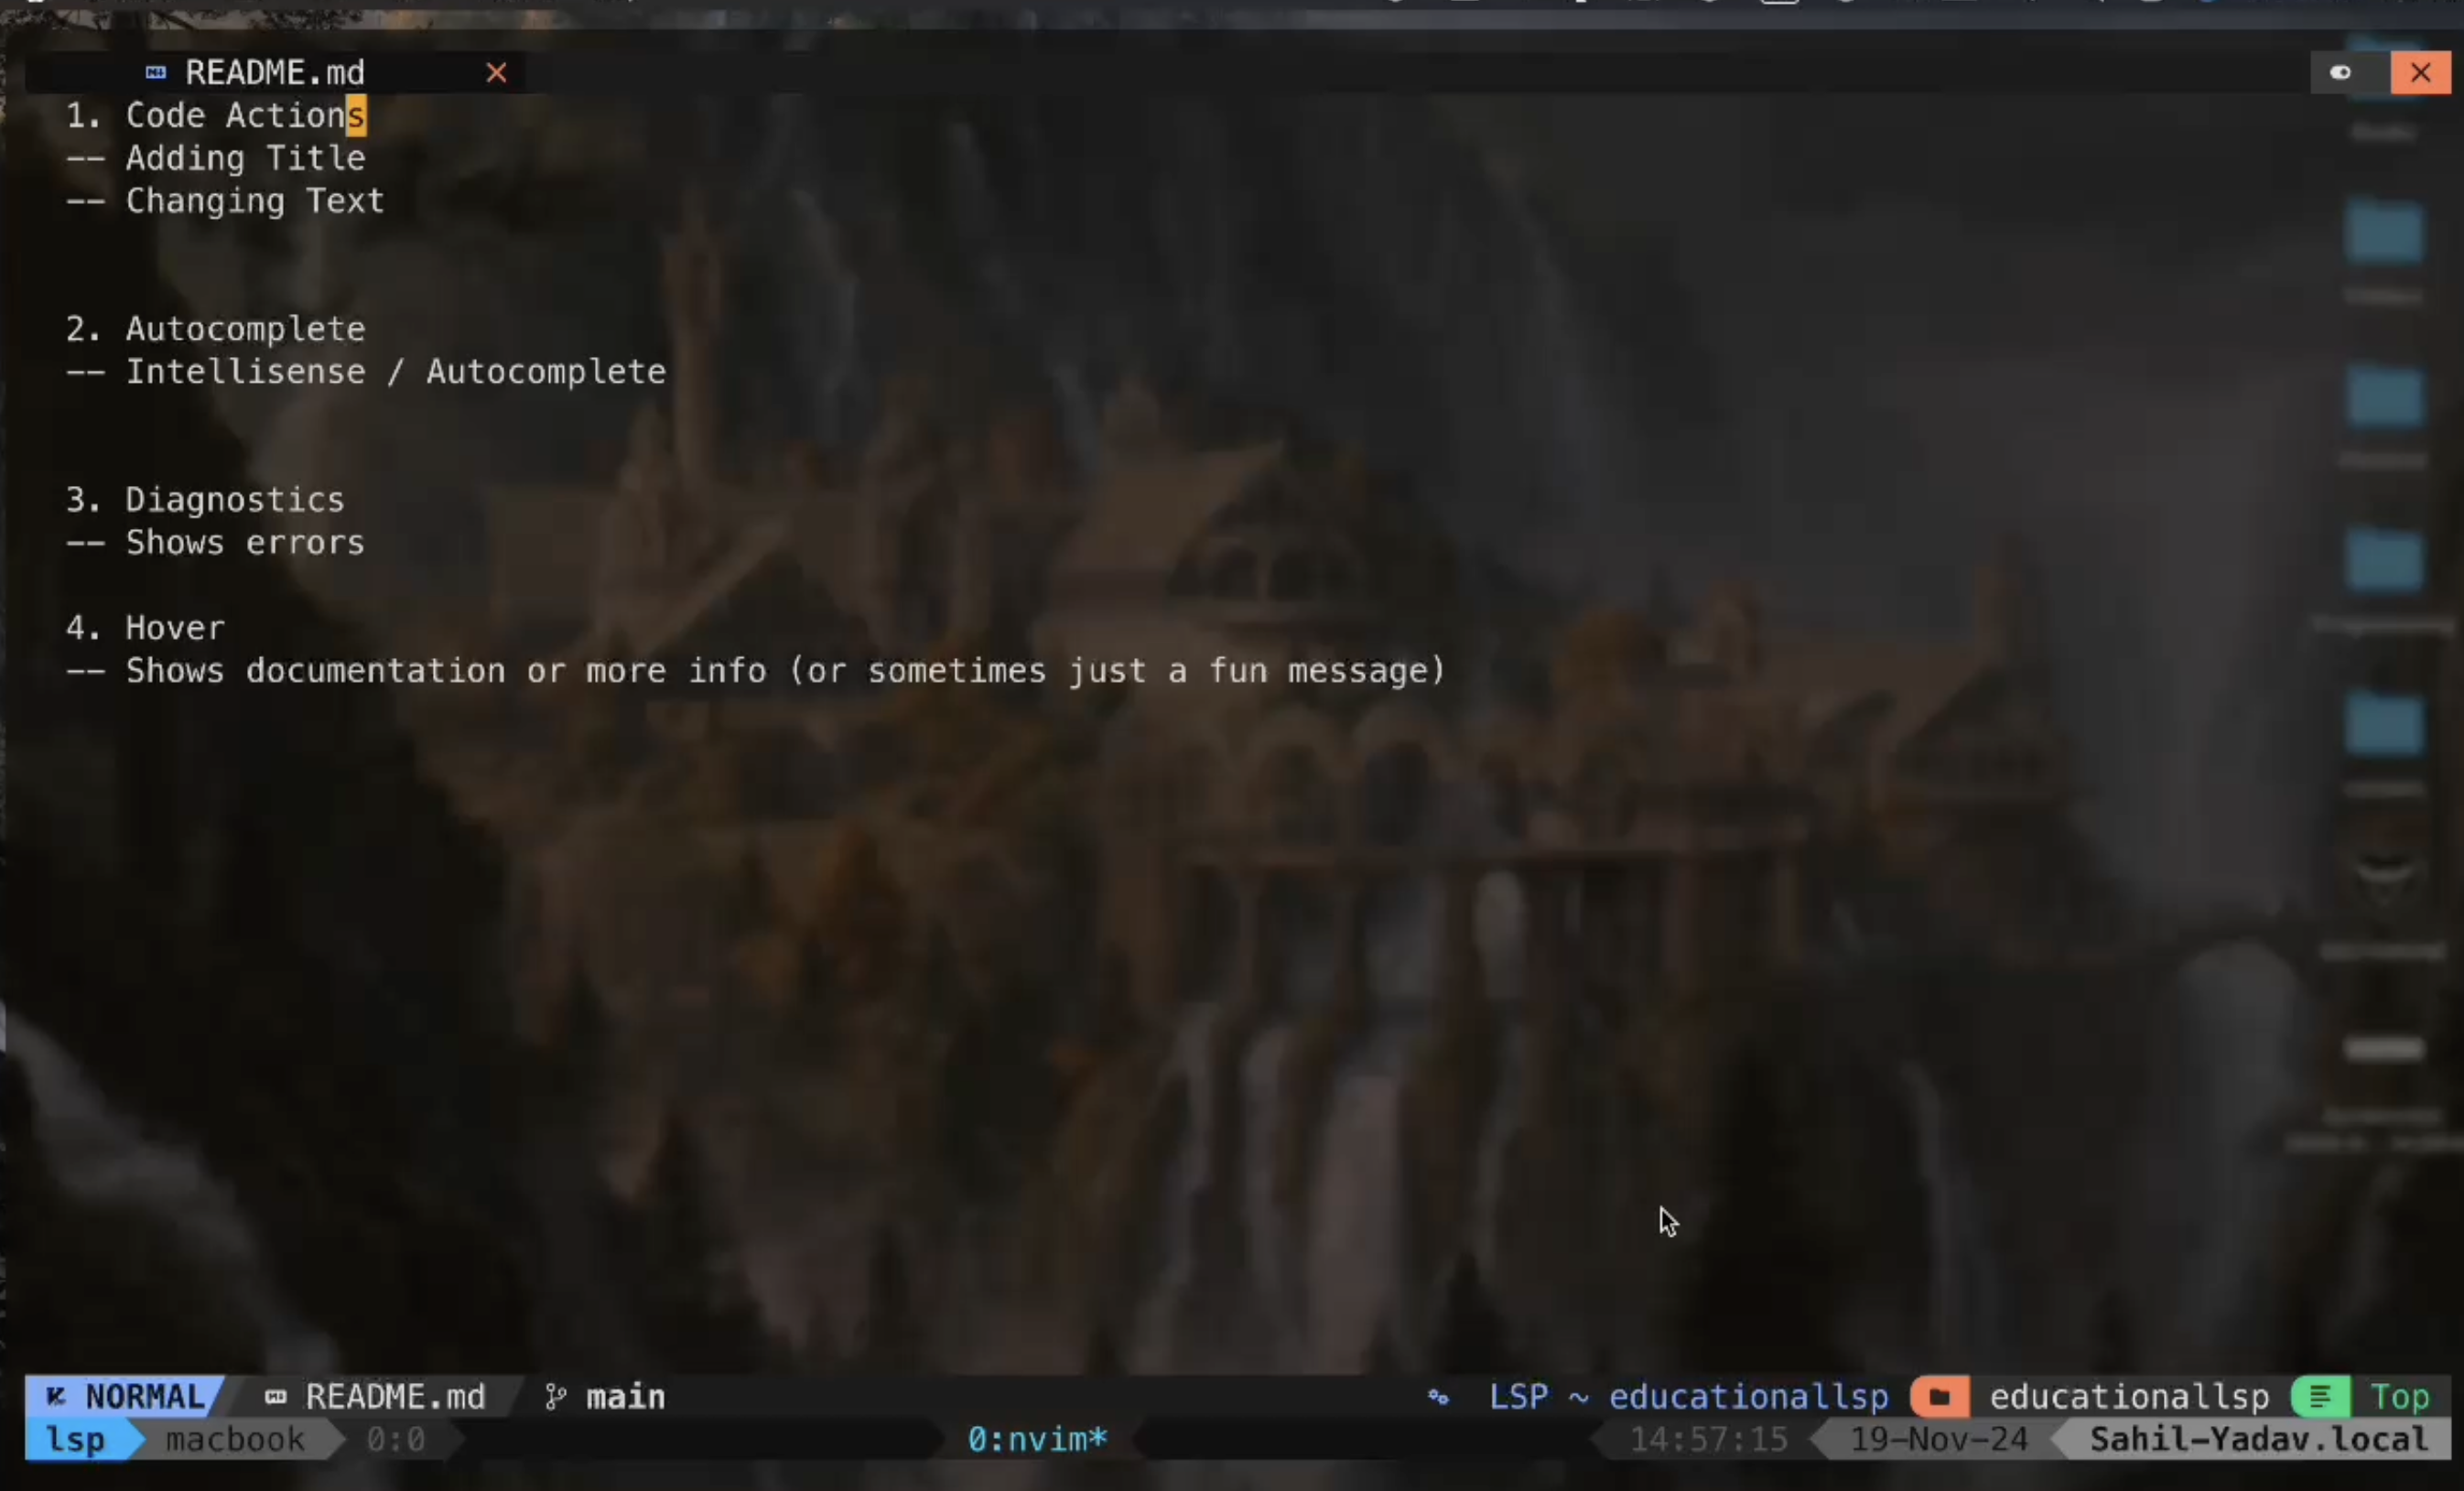 README.md
1. Code Actions
-- Adding Title
-- Changing Text
2. Autocomplete
-- Intellisense / Autocomplete
3. Diagnostics
-- Shows errors
4. Hover
-- Shows documentation or more info (or sometimes just a fun message)
NORMAL README.md main LSP ~ educationallsp educationallsp Top
lsp macbook 0:0 0:nvim* 14:57:15 19-Nov-24 Sahil-Yadav.local